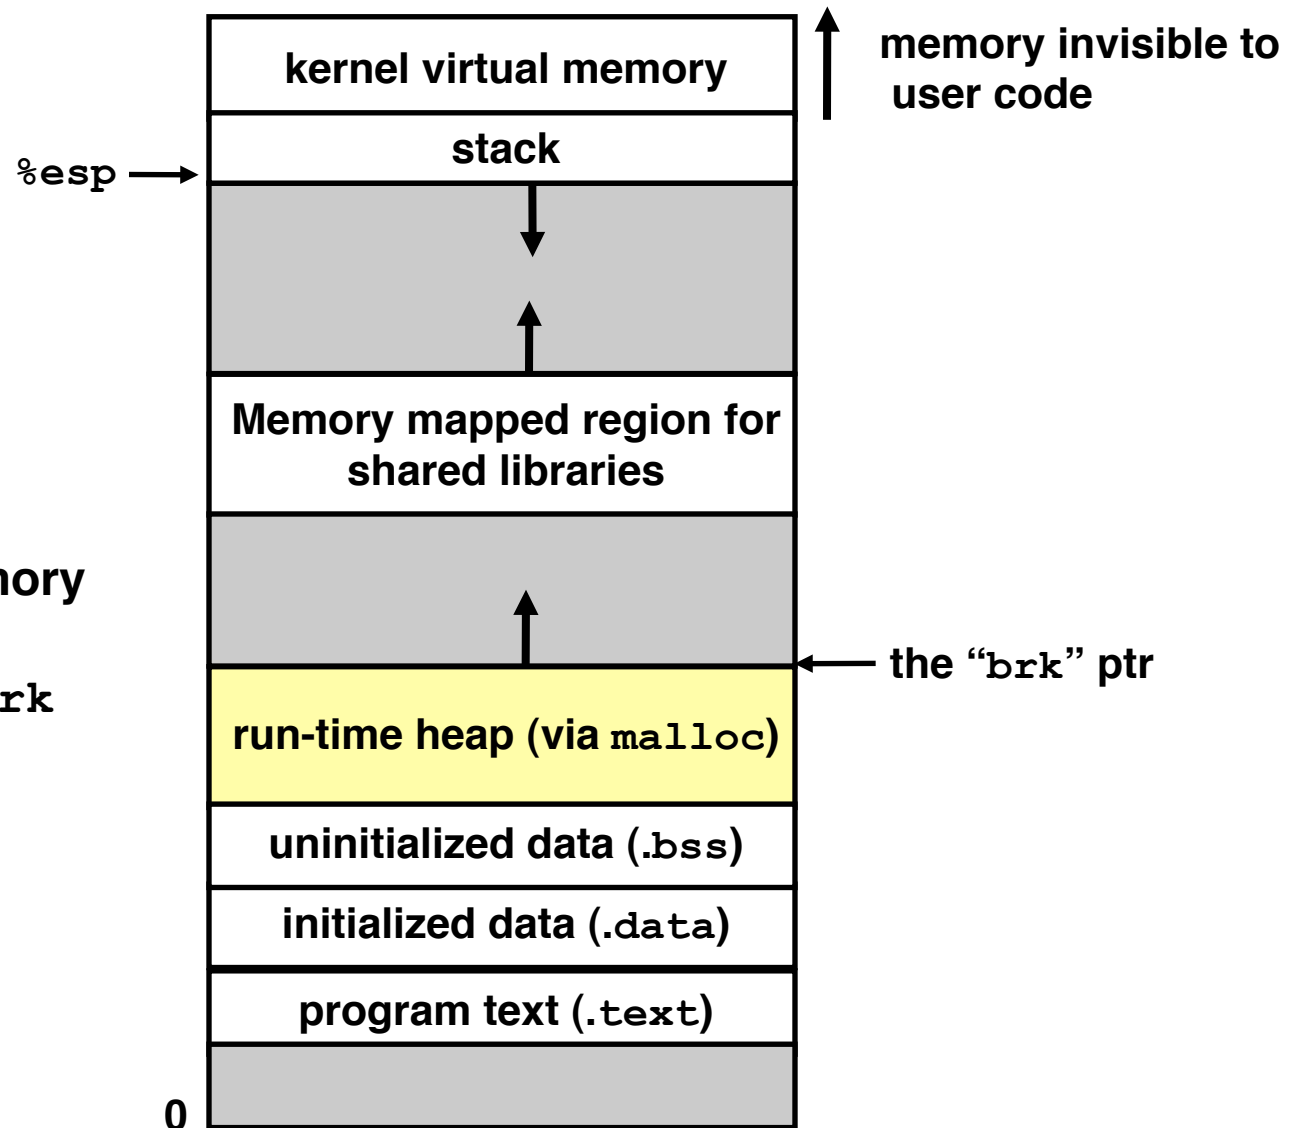 kernel virtual memory
memory invisible to
user code
stack
%esp
Memory mapped region for
shared libraries
the “brk” ptr
run-time heap (via malloc)
uninitialized data (.bss)
initialized data (.data)
program text (.text)
0